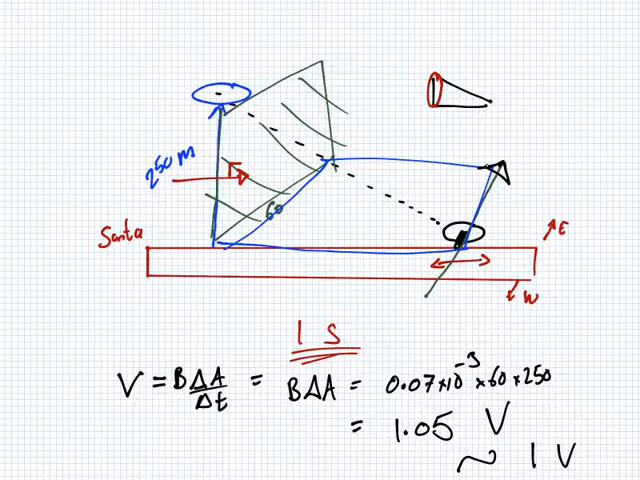 250 M
F
60
Santa
E
W
1 S
V = BΔA/Δt = BΔA = 0.07×10⁻³×60×250
= 1.05 V
~ 1 V